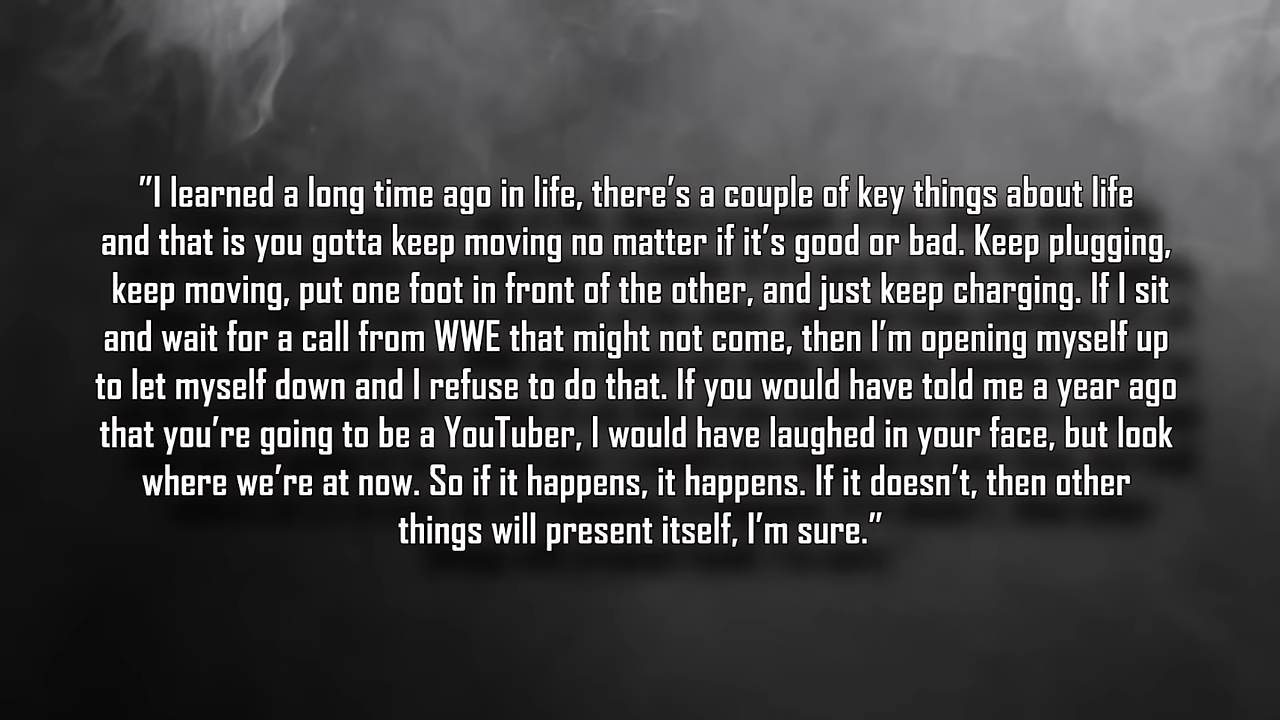 "I learned a long time ago in life, there's a couple of key things about life
and that is you gotta keep moving no matter if it's good or bad. Keep plugging,
keep moving, put one foot in front of the other, and just keep charging. If I sit
and wait for a call from WWE that might not come, then I'm opening myself up
to let myself down and I refuse to do that. If you would have told me a year ago
that you're going to be a YouTuber, I would have laughed in your face, but look
where we're at now. So if it happens, it happens. If it doesn't, then other
things will present itself, I'm sure."